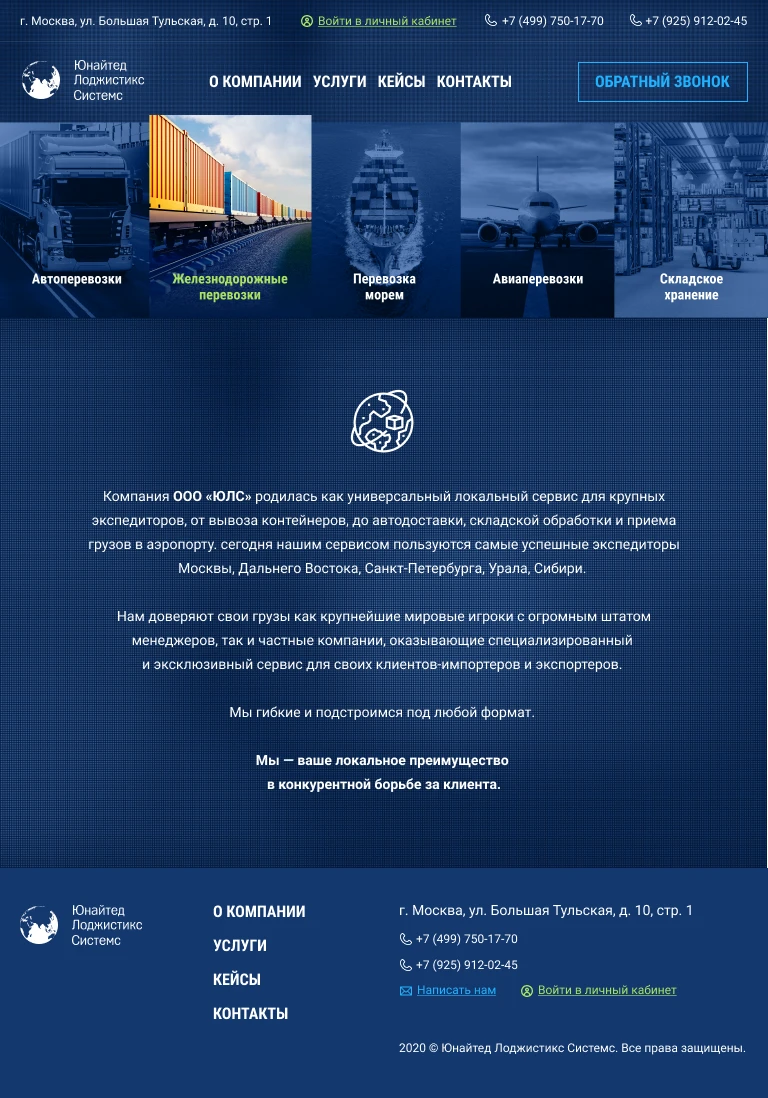 г. Москва, ул. Большая Тульская, д. 10, стр. 1
Войти в личный кабинет
+7 (499) 750-17-70
+7 (925) 912-02-45
Юнайтед
Лоджистикс
Системс
О КОМПАНИИ УСЛУГИ КЕЙСЫ КОНТАКТЫ
ОБРАТНЫЙ ЗВОНОК
Автоперевозки
Железнодорожные
перевозки
Перевозка
морем
Авиаперевозки
Складское
хранение
Компания ООО «ЮЛС» родилась как универсальный локальный сервис для крупных
экспедиторов, от вывоза контейнеров, до автодоставки, складской обработки и приема
грузов в аэропорту. сегодня нашим сервисом пользуются самые успешные экспедиторы
Москвы, Дальнего Востока, Санкт-Петербурга, Урала, Сибири.
Нам доверяют свои грузы как крупнейшие мировые игроки с огромным штатом
менеджеров, так и частные компании, оказывающие специализированный
и эксклюзивный сервис для своих клиентов-импортеров и экспортеров.
Мы гибкие и подстроимся под любой формат.
Мы — ваше локальное преимущество
в конкурентной борьбе за клиента.
Юнайтед
Лоджистикс
Системс
О КОМПАНИИ
УСЛУГИ
КЕЙСЫ
КОНТАКТЫ
г. Москва, ул. Большая Тульская, д. 10, стр. 1
+7 (499) 750-17-70
+7 (925) 912-02-45
Написать нам
Войти в личный кабинет
2020 © Юнайтед Лоджистикс Системс. Все права защищены.